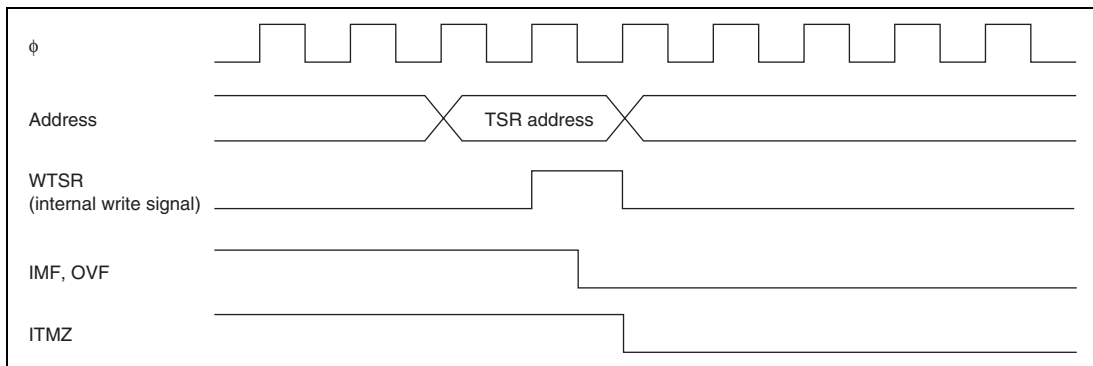 ϕ
Address
TSR address
WTSR
(internal write signal)
IMF, OVF
ITMZ